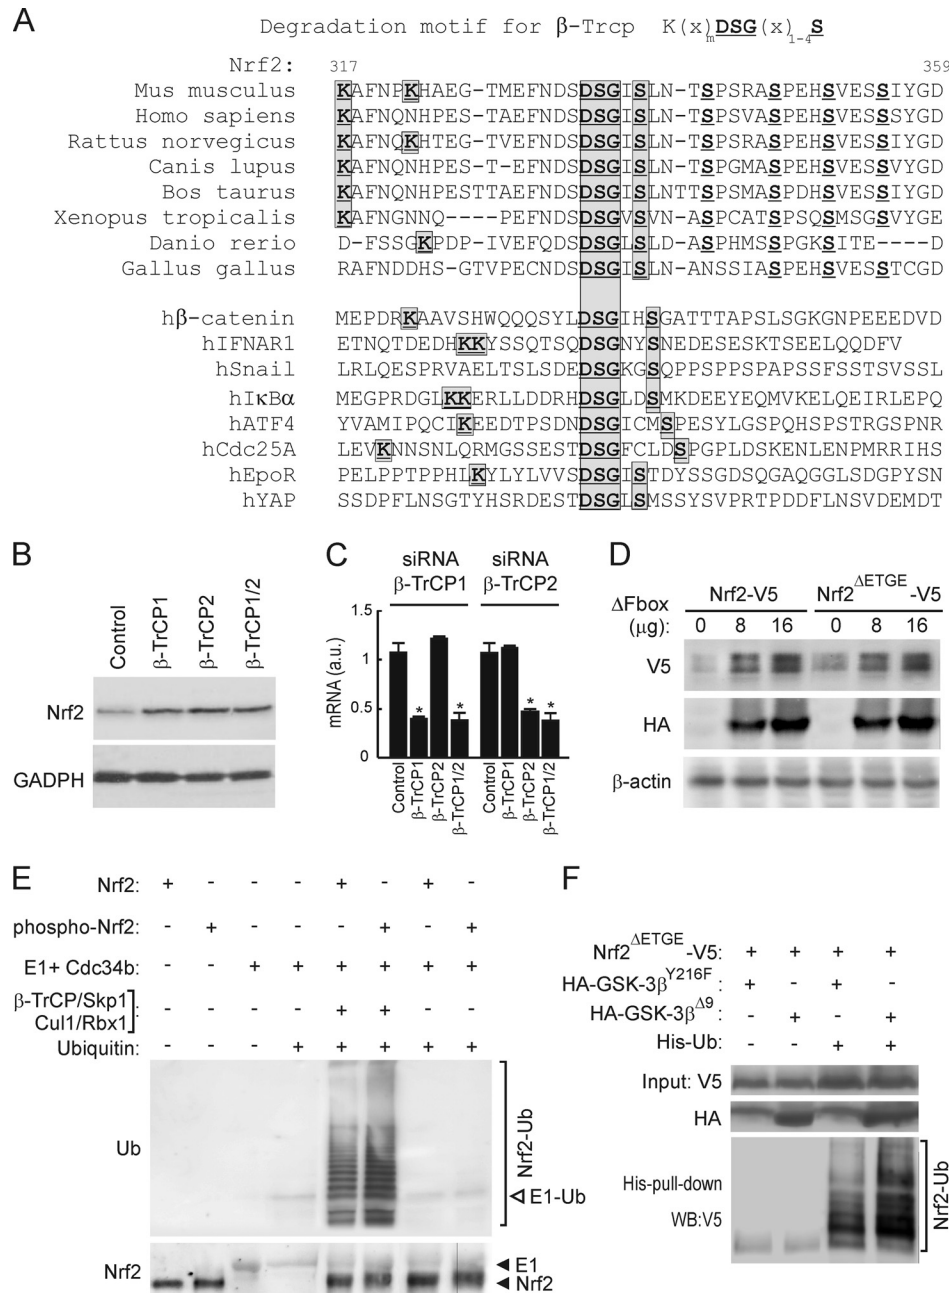 A
Degradation motif for β-Trcp K(x)mDSG(x)1-4S
Nrf2: 317 359
Mus musculus KAFNPKHAEG-TMEFNDSDSGISLN-TSPSRASPEHSVESSIYGD
Homo sapiens KAFNQNHPES-TAEFNDSDSGISLN-TSPSVASPEHSVESSSYGD
Rattus norvegicus KAFNQKHTEG-TVTFNDSDSGISLN-TSPSRASPEHSVESSIYGD
Canis lupus KAFNQNHPES-T-EFNDSDSGISLN-TSPGMASPEHSVESSVYGD
Bos taurus KAFNQNHPESTTAEFNDSDSGISLNTTSPSMASPDHSVESSIYGD
Xenopus tropicalis KAFNGNNQ----PEFNDSDSGVSVN-ASPCATSPSQMSGSVYGE
Danio rerio D-FSSGKPDP-IVEFQDSDSGLSLD-ASPHMSSPGKSITE----D
Gallus gallus RAFNDDHS-GTVPECNDSDSGISLN-ANSSIASPEHSVESSTCGD
hβ-catenin MEPDRKAAVSHWQQQSYLDSGIHSGATTTAPSLSGKGNPEEEDVD
hIFNAR1 ETNQTDEDHKKYSSQTSQDSGNYSNEDESESKTSEELQQDFV
hSnail LRLQESPRVAELTSLSDEDSGKGSQPPSPPSPAPSSFSSTSVSSL
hIκBα MEGPRDGLKKERLLDDRHDSGLDSMKDEEYEQMVKELQEIRLEPQ
hATF4 YVAMIPQCIKEEDTPSDNDSGICMSPESYLGSPQHSPSTRGSPNR
hCdc25A LEVKNNSNLQRMGSSESTDSGFCLDSPGPLDSKENLENPMRRIHS
hEpoR PELPPTPPHLKYLYLVVSDSGISTDYSSGDSQGAQGGLSDGPYSN
hYAP SSDPFLNSGTYHSRDESTDSGLSMSSYSVPRTPDDFLNSVDEMDT
B
Control β-TrCP1 β-TrCP2 β-TrCP1/2
Nrf2
GADPH
C
siRNA β-TrCP1
siRNA β-TrCP2
mRNA (a.u.)
1.5
1
0.5
0
* * * *
Control β-TrCP1 β-TrCP2 β-TrCP1/2 Control β-TrCP1 β-TrCP2 β-TrCP1/2
D
Nrf2-V5 Nrf2ΔETGE-V5
ΔFbox (μg): 0 8 16 0 8 16
V5
HA
β-actin
E
Nrf2: + - - - + - + -
phospho-Nrf2: - + - - - + - +
E1+ Cdc34b: - - + + + + + +
β-TrCP/Skp1
Cul1/Rbx1]: - - - - + + - -
Ubiquitin: - - - + + + + +
Ub
Nrf2-Ub
E1-Ub
Nrf2
E1
Nrf2
F
Nrf2ΔETGE-V5: + + + +
HA-GSK-3βY216F: + - + -
HA-GSK-3βΔ9: - + - +
His-Ub: - - + +
Input: V5
HA
His-pull-down
WB:V5
Nrf2-Ub